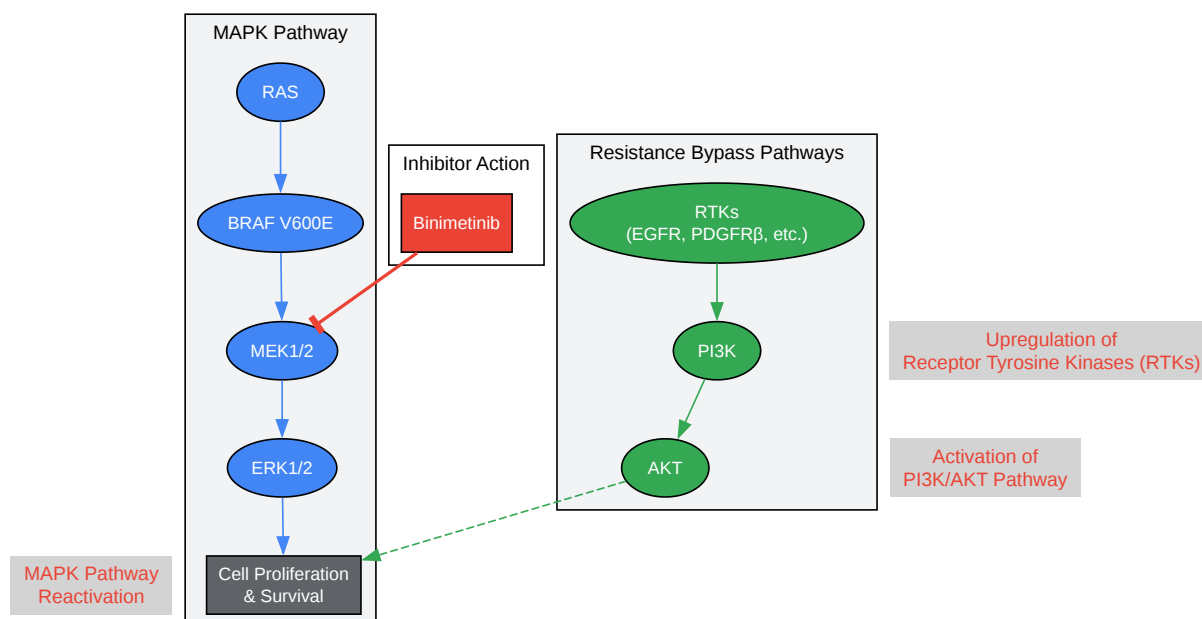 MAPK Pathway
RAS
BRAF V600E
MEK1/2
ERK1/2
Cell Proliferation
& Survival
Inhibitor Action
Binimetinib
Resistance Bypass Pathways
RTKs
(EGFR, PDGFRβ, etc.)
PI3K
AKT
Upregulation of
Receptor Tyrosine Kinases (RTKs)
Activation of
PI3K/AKT Pathway
MAPK Pathway
Reactivation